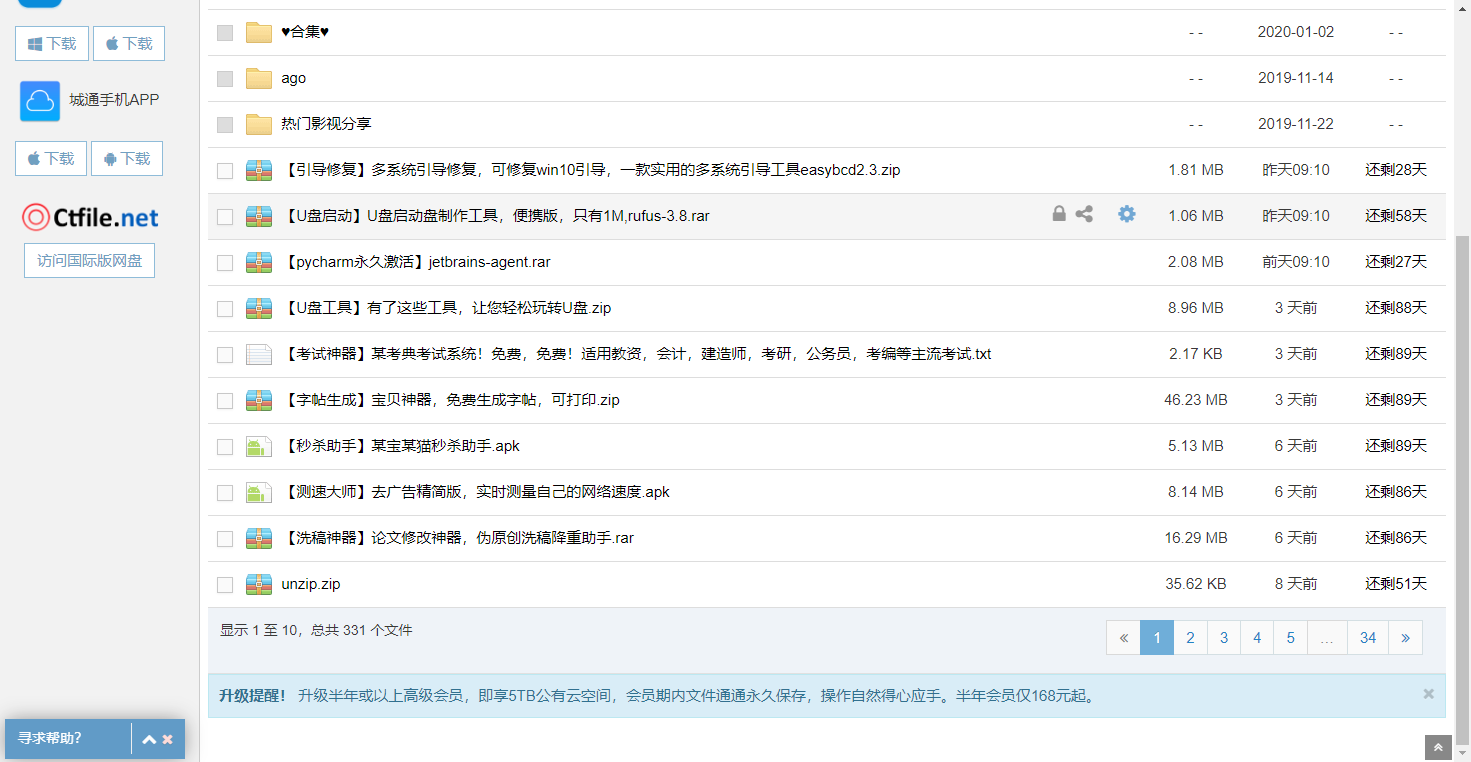 下载 下载
城通手机APP
下载 下载
Ctfile.net
访问国际版网盘
♥合集♥ - - 2020-01-02 - -
ago - - 2019-11-14 - -
热门影视分享 - - 2019-11-22 - -
【引导修复】多系统引导修复，可修复win10引导，一款实用的多系统引导工具easybcd2.3.zip 1.81 MB 昨天09:10 还剩28天
【U盘启动】U盘启动盘制作工具，便携版，只有1M,rufus-3.8.rar 1.06 MB 昨天09:10 还剩58天
【pycharm永久激活】jetbrains-agent.rar 2.08 MB 前天09:10 还剩27天
【U盘工具】有了这些工具，让您轻松玩转U盘.zip 8.96 MB 3 天前 还剩88天
【考试神器】某考典考试系统！免费，免费！适用教资，会计，建造师，考研，公务员，考编等主流考试.txt 2.17 KB 3 天前 还剩89天
【字帖生成】宝贝神器，免费生成字帖，可打印.zip 46.23 MB 3 天前 还剩89天
【秒杀助手】某宝某猫秒杀助手.apk 5.13 MB 6 天前 还剩89天
【测速大师】去广告精简版，实时测量自己的网络速度.apk 8.14 MB 6 天前 还剩86天
【洗稿神器】论文修改神器，伪原创洗稿降重助手.rar 16.29 MB 6 天前 还剩86天
unzip.zip 35.62 KB 8 天前 还剩51天
显示 1 至 10，总共 331 个文件 « 1 2 3 4 5 … 34 »
升级提醒！ 升级半年或以上高级会员，即享5TB公有云空间，会员期内文件通通永久保存，操作自然得心应手。半年会员仅168元起。 ×
寻求帮助?